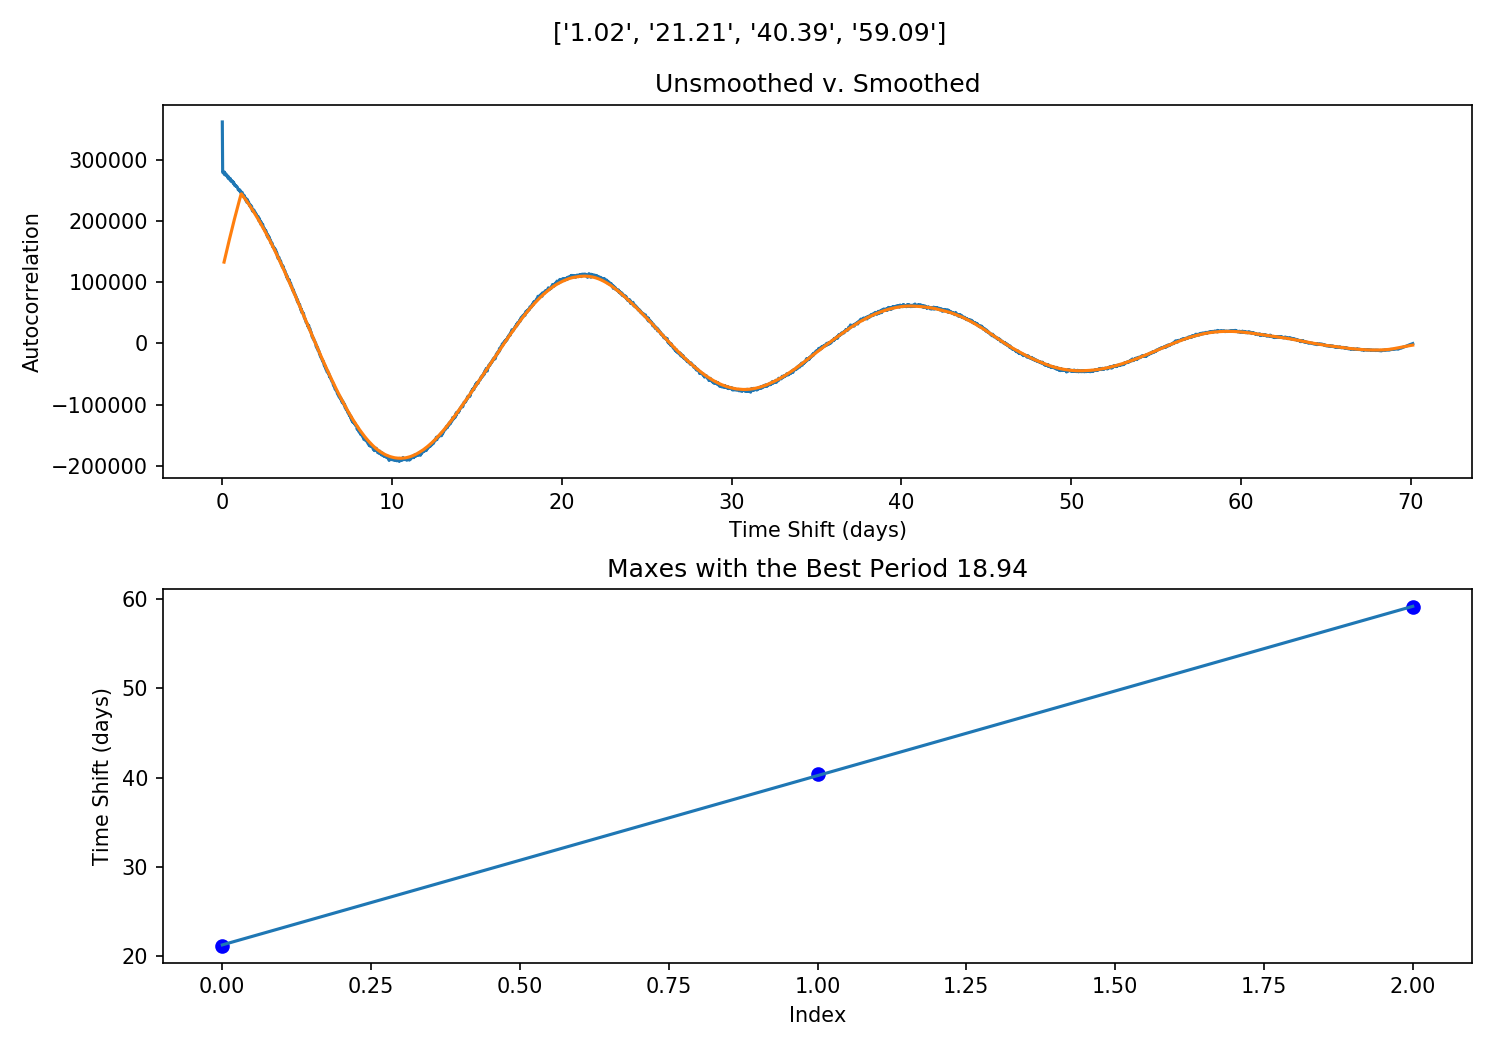 ['1.02', '21.21', '40.39', '59.09']
Unsmoothed v. Smoothed
300000
200000
100000
0
−100000
−200000
Autocorrelation
0 10 20 30 40 50 60 70
Time Shift (days)
Maxes with the Best Period 18.94
60
50
40
30
20
Time Shift (days)
0.00 0.25 0.50 0.75 1.00 1.25 1.50 1.75 2.00
Index